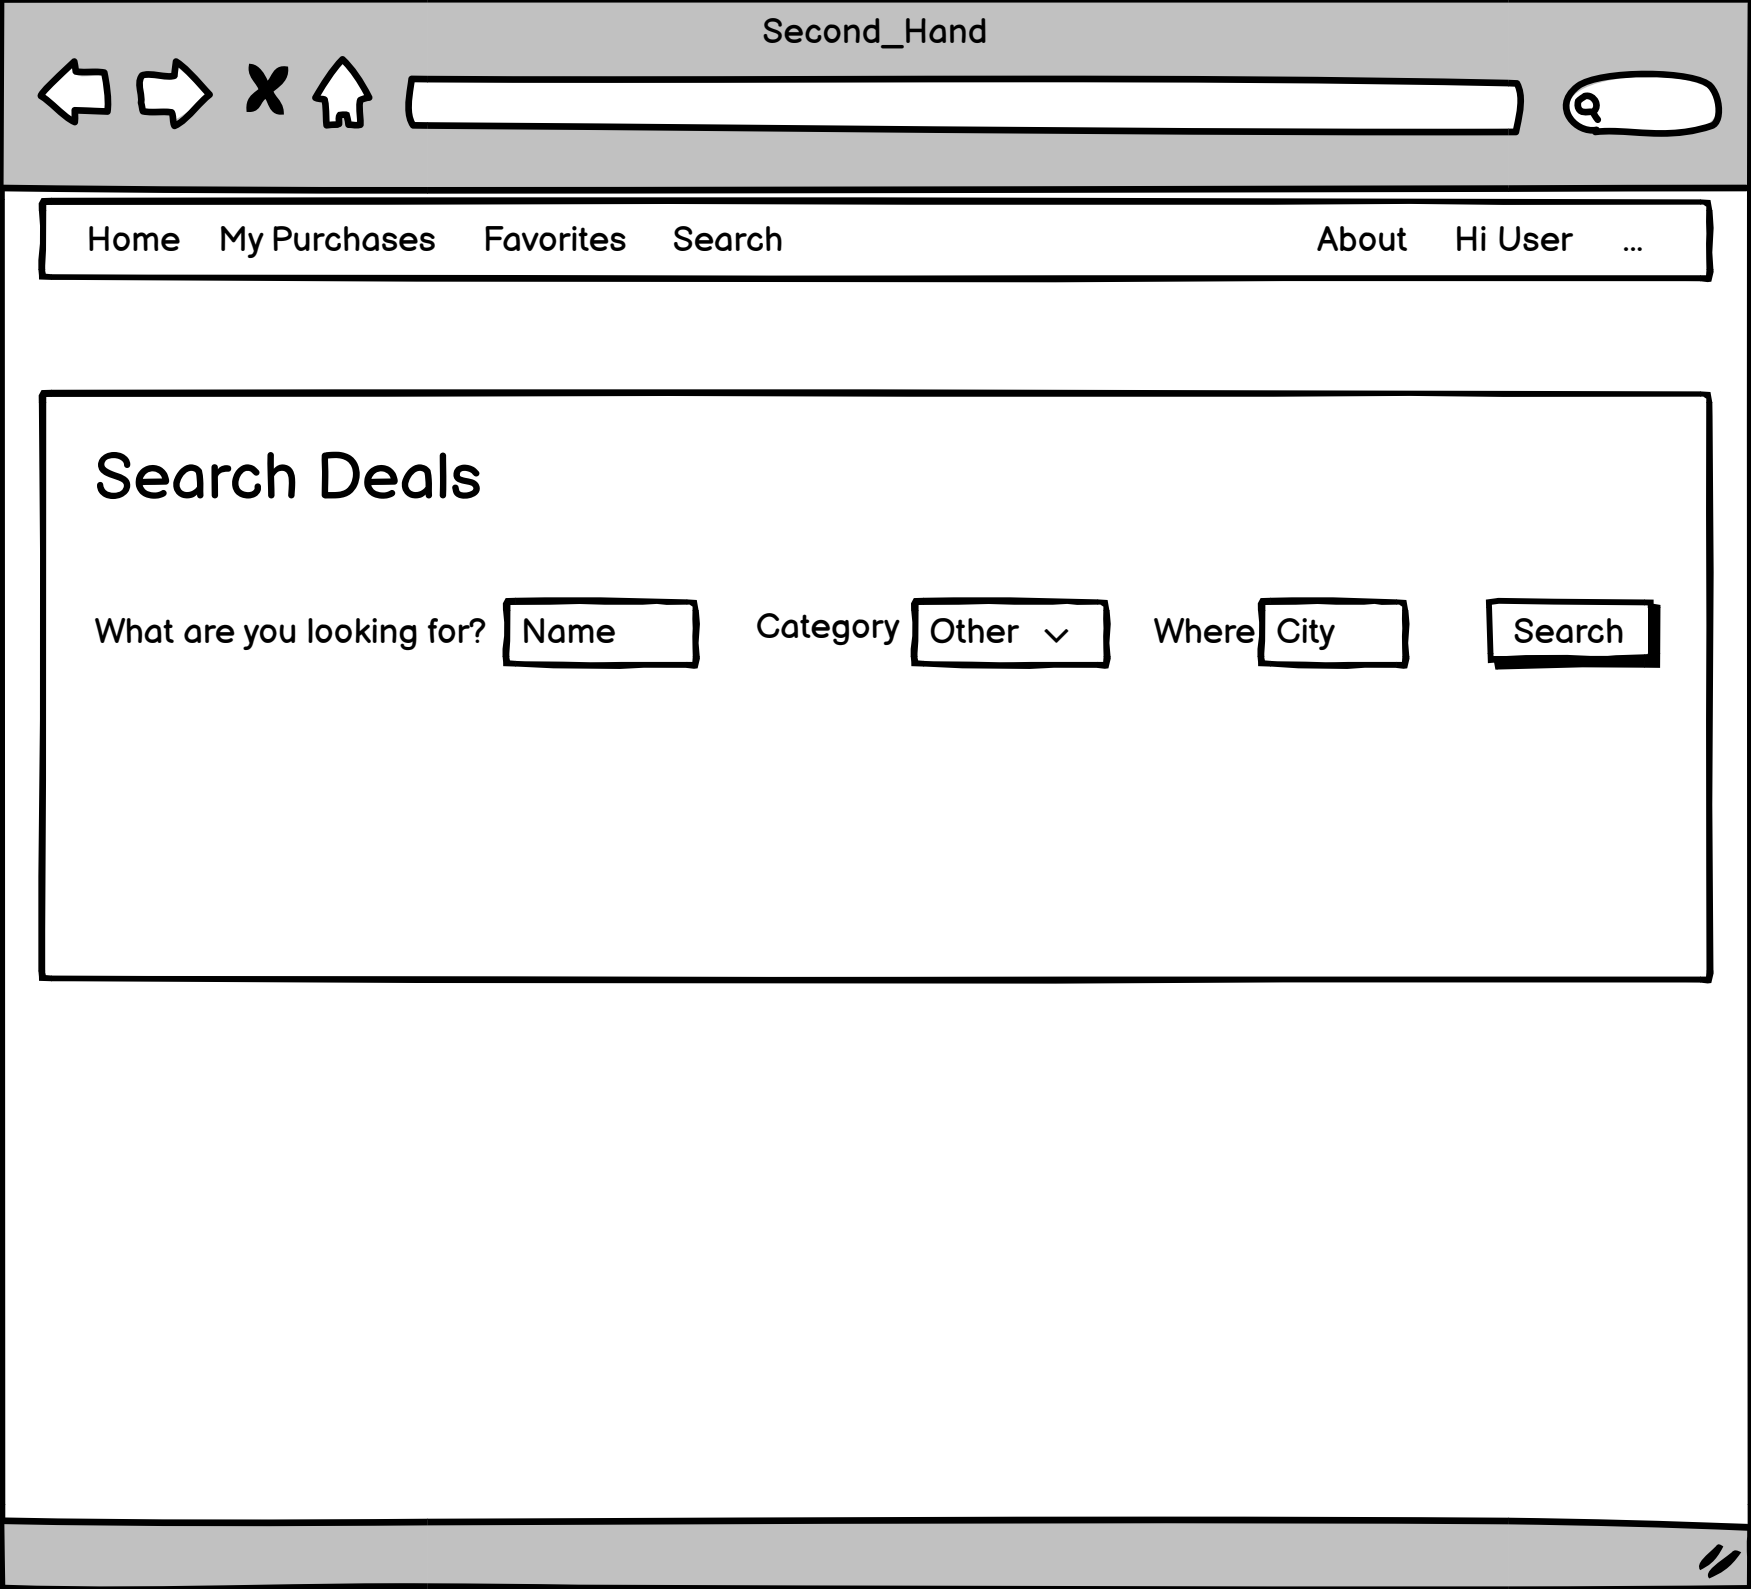 Second_Hand
Home My Purchases Favorites Search About Hi User ...
Search Deals
What are you looking for? Name Category Other Where City Search